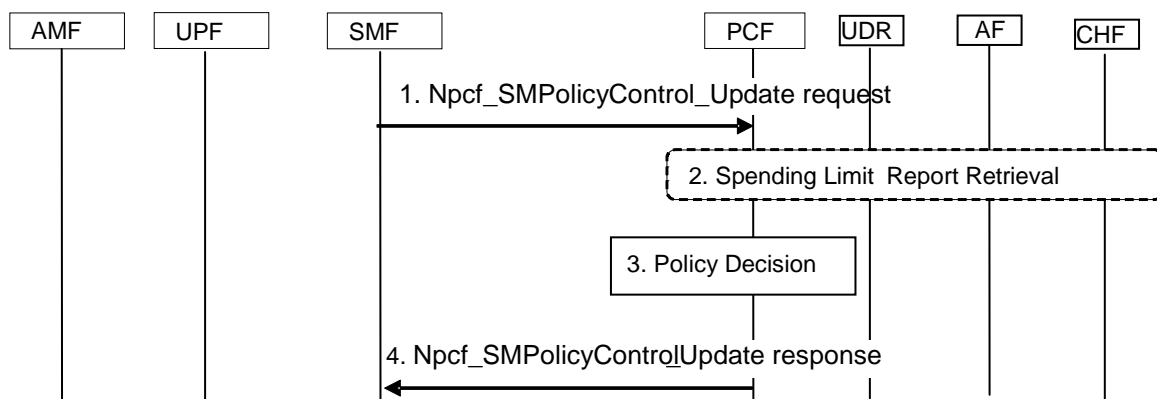 AMF
UPF
SMF
PCF
UDR
AF
CHF
1. Npcf_SMPolicyControl_Update request
2. Spending Limit Report Retrieval
3. Policy Decision
4. Npcf_SMPolicyControl_Update response